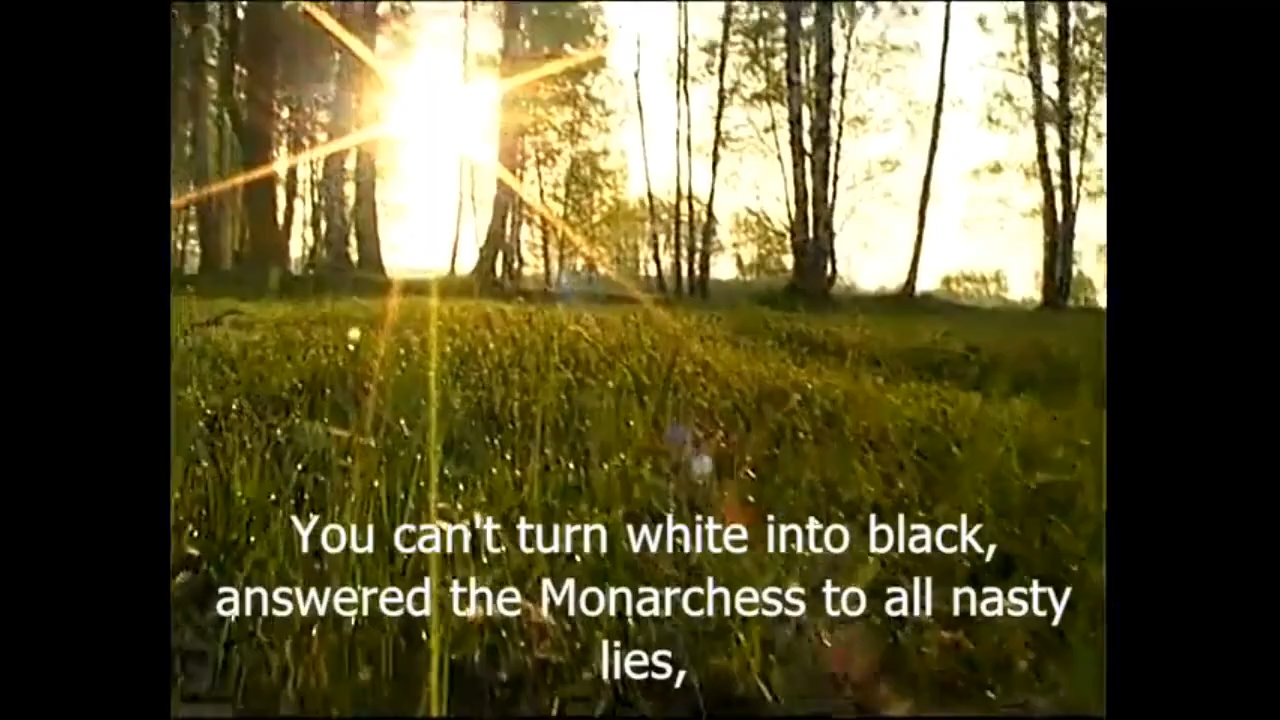 You can't turn white into black,
answered the Monarchess to all nasty
lies,